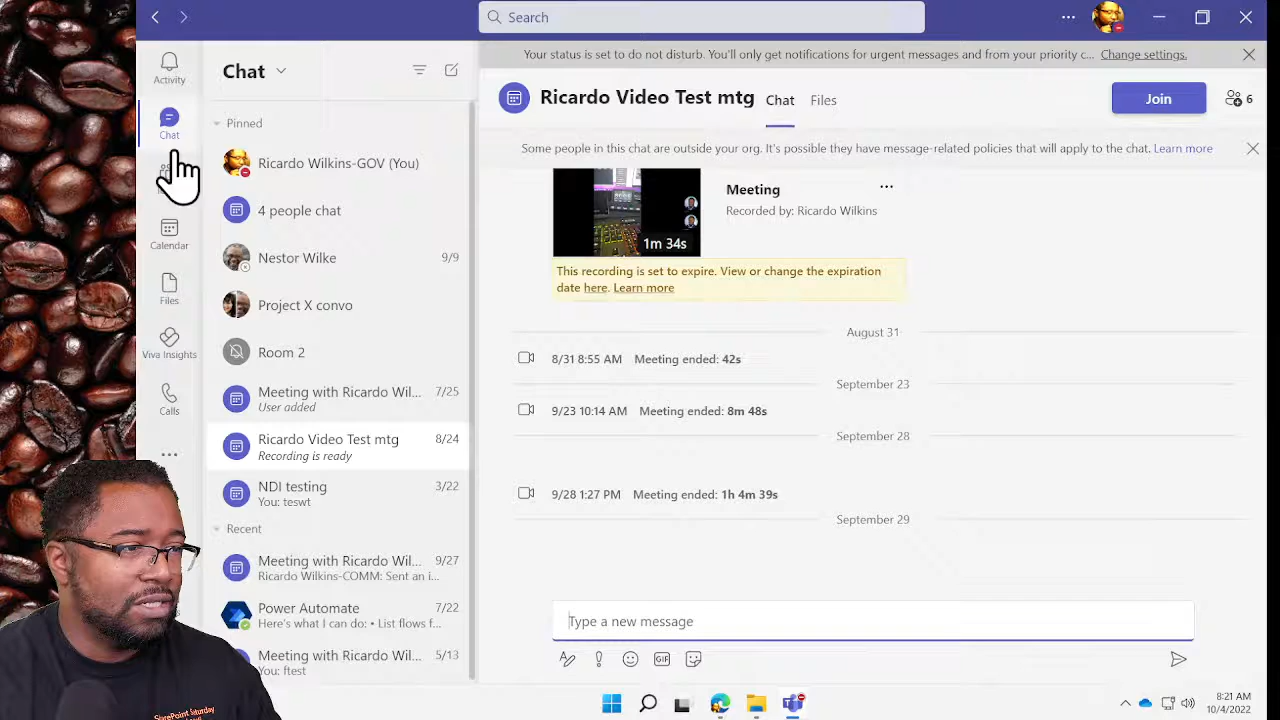 Search
Activity
Chat
Calendar
Files
Viva Insights
Calls
Chat
Pinned
Ricardo Wilkins-GOV (You)
4 people chat
Nestor Wilke 9/9
Project X convo
Room 2
Meeting with Ricardo Wil... 7/25
User added
Ricardo Video Test mtg 8/24
Recording is ready
NDI testing 3/22
You: teswt
Recent
Meeting with Ricardo Wil... 9/27
Ricardo Wilkins-COMM: Sent an i...
Power Automate 7/22
Here's what I can do: • List flows f...
Meeting with Ricardo Wil... 5/13
You: ftest
Your status is set to do not disturb. You'll only get notifications for urgent messages and from your priority c... Change settings.
Ricardo Video Test mtg Chat Files Join 6
Some people in this chat are outside your org. It's possible they have message-related policies that will apply to the chat. Learn more
Meeting
Recorded by: Ricardo Wilkins
1m 34s
This recording is set to expire. View or change the expiration
date here. Learn more
August 31
8/31 8:55 AM Meeting ended: 42s
September 23
9/23 10:14 AM Meeting ended: 8m 48s
September 28
9/28 1:27 PM Meeting ended: 1h 4m 39s
September 29
Type a new message
GIF
8:21 AM
10/4/2022
SharePoint Saturday